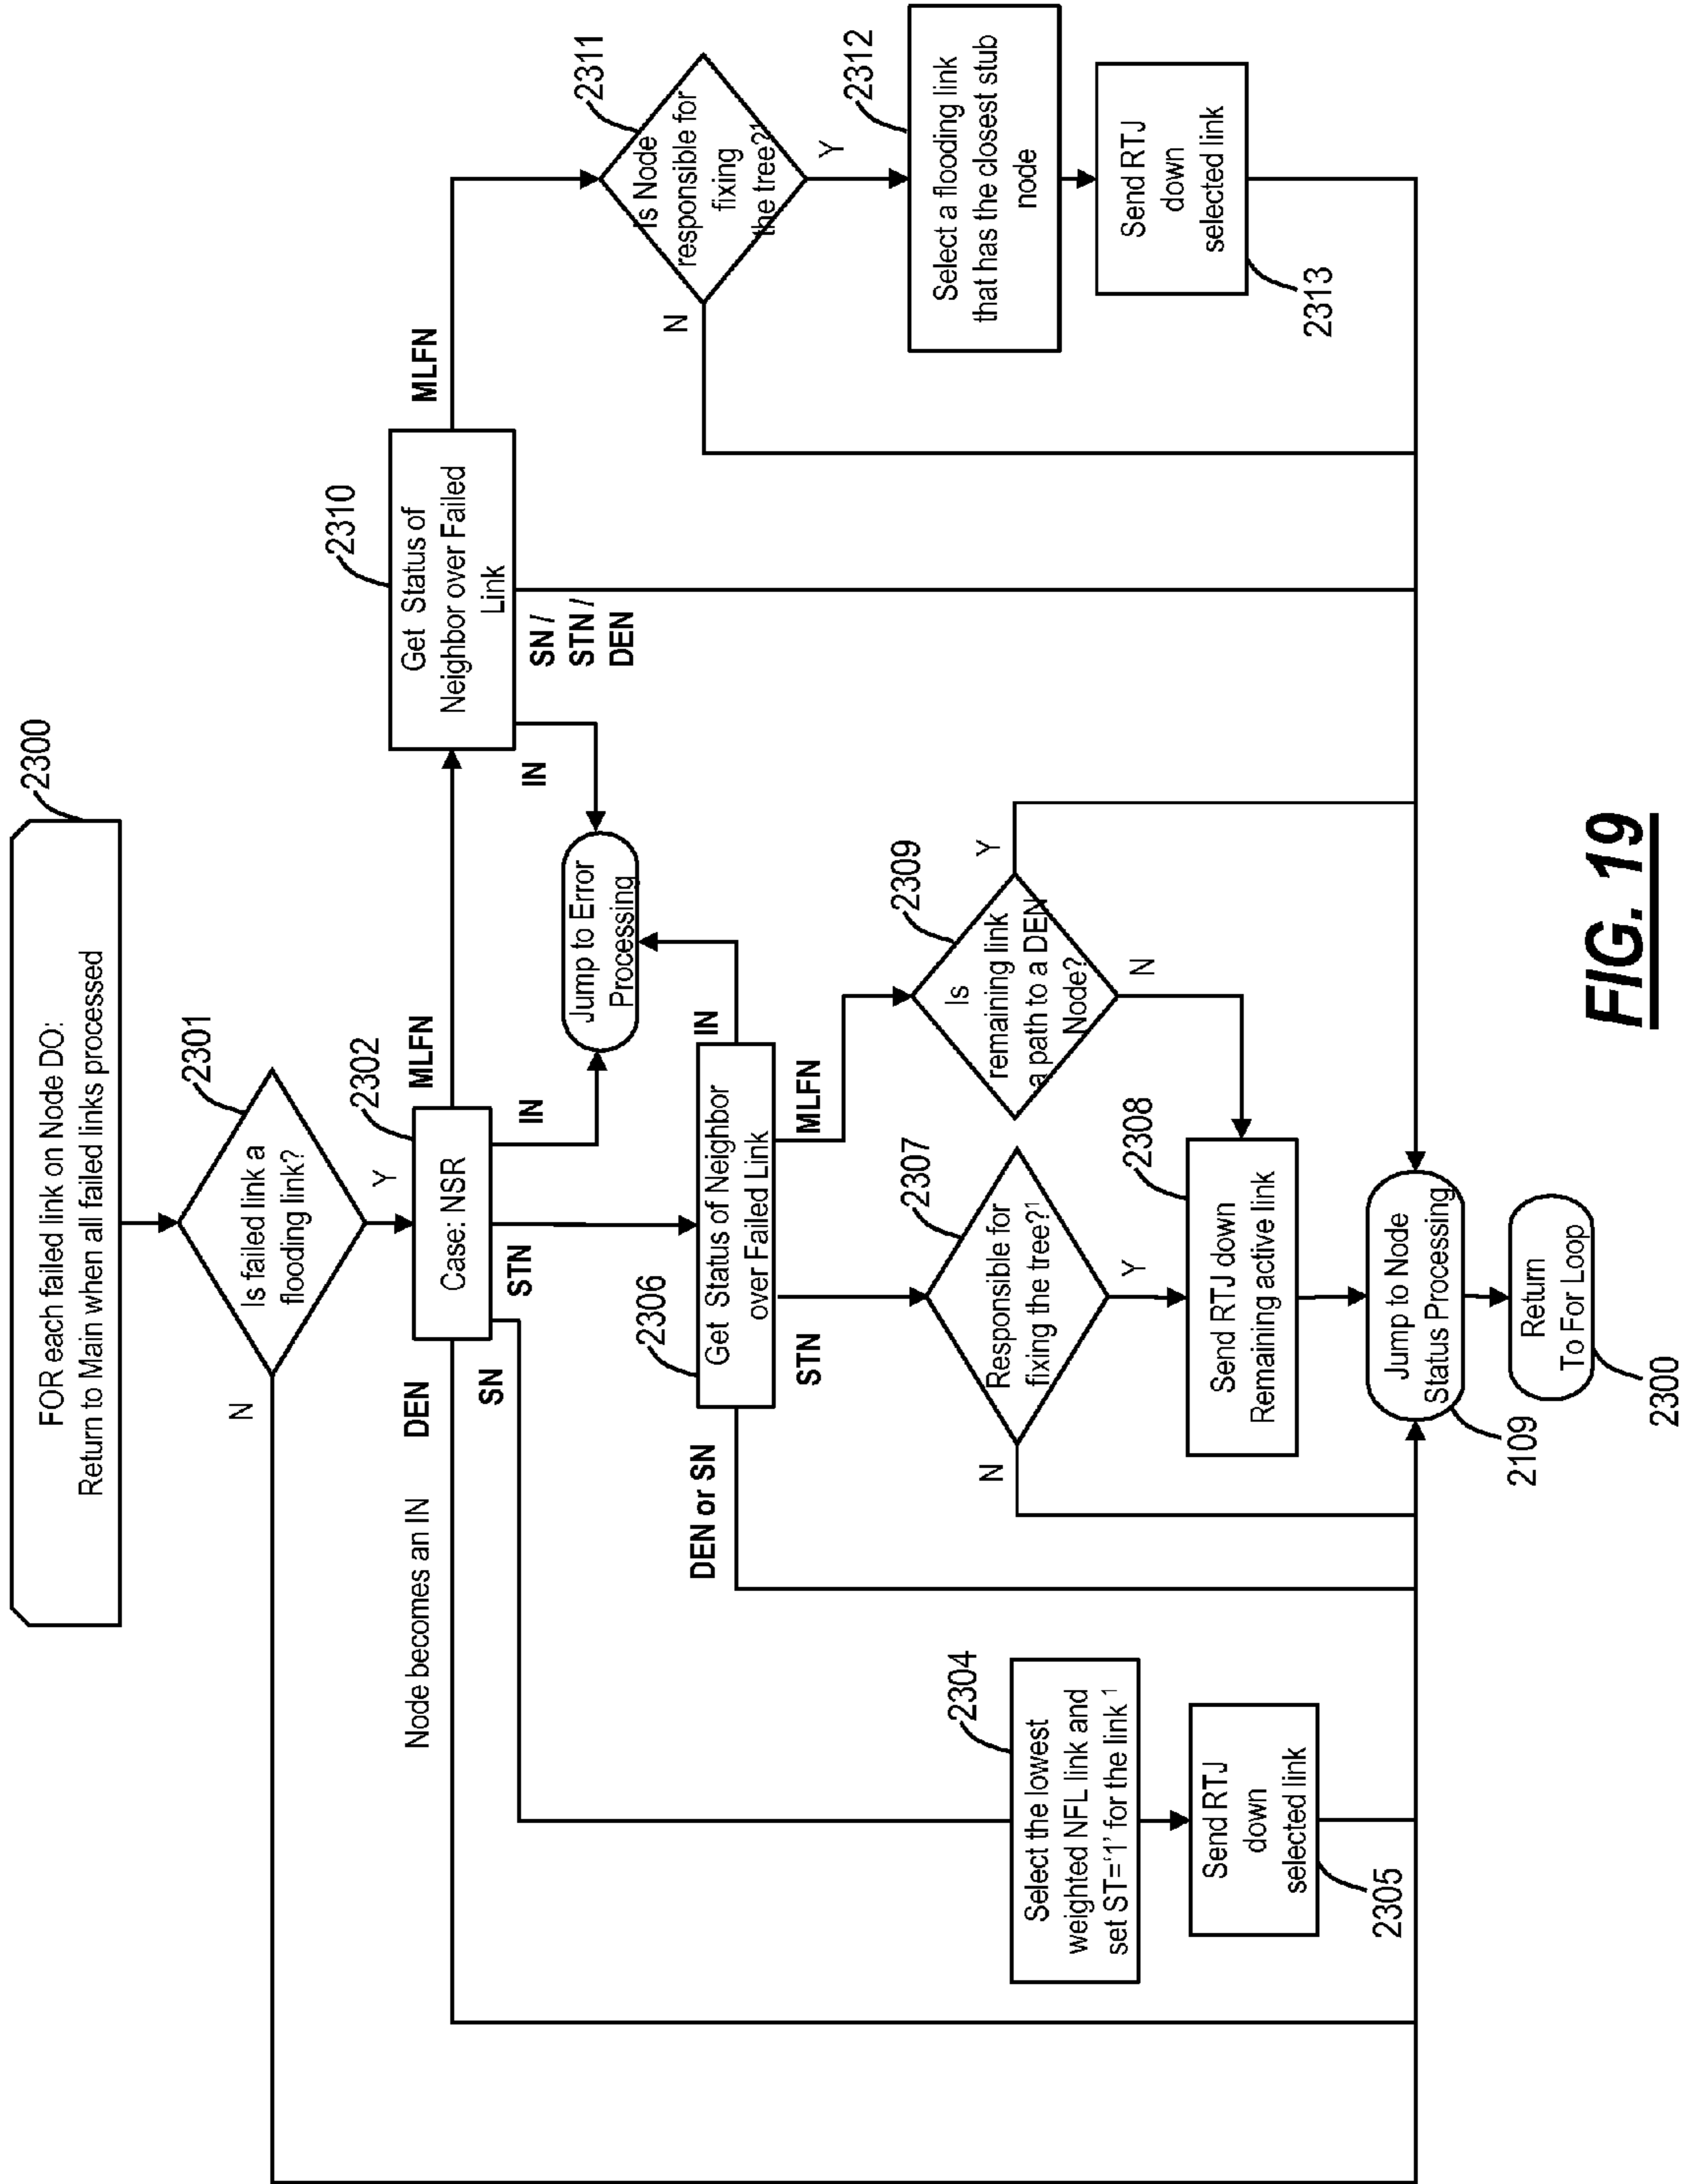 2300
FOR each failed link on Node DO:
Return to Main when all failed links processed
2301
Is failed link a
flooding link?
N
Y
2302
Case: NSR
MLFN
IN
STN
SN
DEN
Node becomes an IN
2310
Get Status of
Neighbor over Failed
Link
MLFN
SN /
STN /
DEN
IN
Jump to Error
Processing
2311
Is Node
responsible for
fixing
the tree?¹
N
Y
2312
Select a flooding link
that has the closest stub
node
Send RTJ
down
selected link
2313
2306
Get Status of Neighbor
over Failed Link
IN
MLFN
STN
DEN or SN
2307
Responsible for
fixing the tree?¹
N
Y
2309
Is
remaining link
a path to a DEN
Node?
Y
N
2308
Send RTJ down
Remaining active link
2304
Select the lowest
weighted NFL link and
set ST='1' for the link ¹
Send RTJ
down
selected link
2305
Jump to Node
Status Processing
2109
Return
To For Loop
2300
FIG. 19